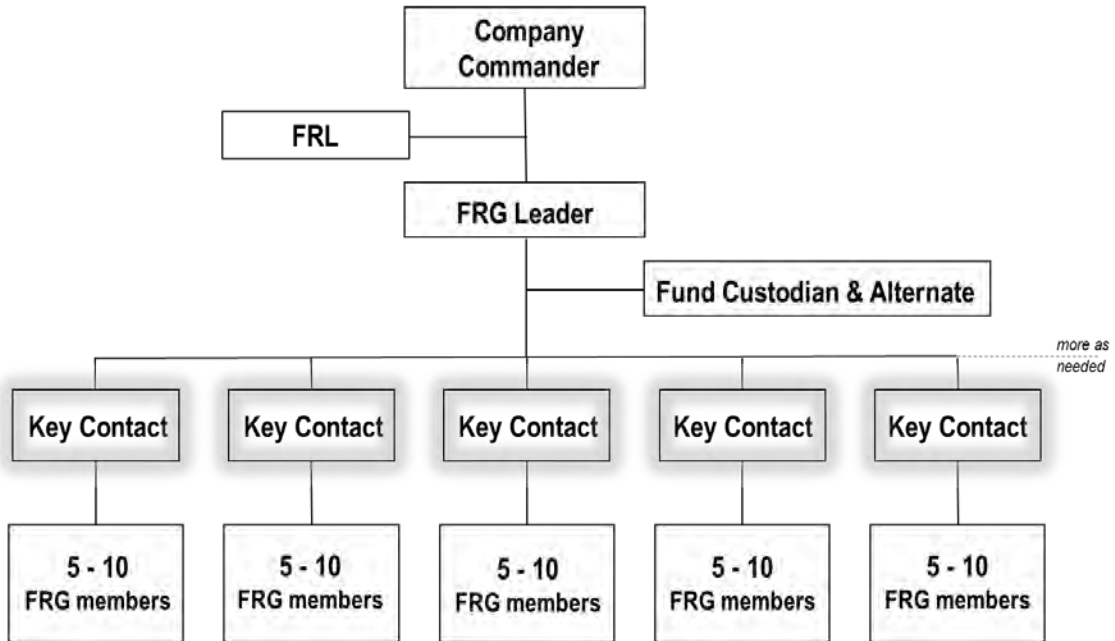 Company
Commander
FRL
FRG Leader
Fund Custodian & Alternate
more as
needed
Key Contact
Key Contact
Key Contact
Key Contact
Key Contact
5 - 10
FRG members
5 - 10
FRG members
5 - 10
FRG members
5 - 10
FRG members
5 - 10
FRG members